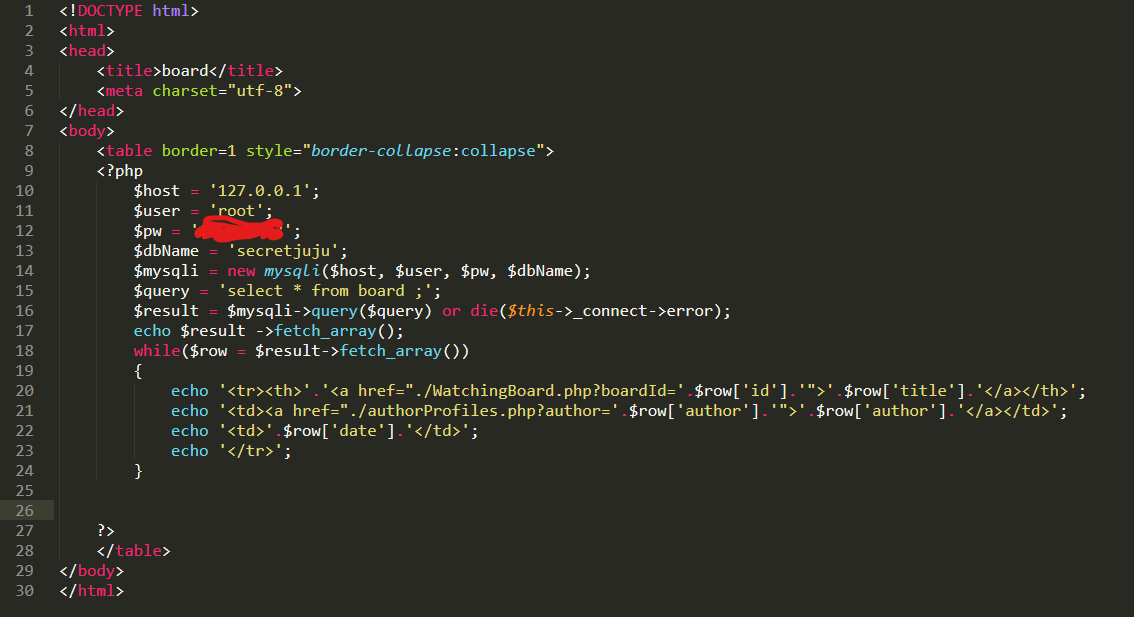 1 <!DOCTYPE html>
2 <html>
3 <head>
4 <title>board</title>
5 <meta charset="utf-8">
6 </head>
7 <body>
8 <table border=1 style="border-collapse:collapse">
9 <?php
10 $host = '127.0.0.1';
11 $user = 'root';
12 $pw = '';
13 $dbName = 'secretjuju';
14 $mysqli = new mysqli($host, $user, $pw, $dbName);
15 $query = 'select * from board ;';
16 $result = $mysqli->query($query) or die($this->_connect->error);
17 echo $result ->fetch_array();
18 while($row = $result->fetch_array())
19 {
20 echo '<tr><th>'.'<a href="./WatchingBoard.php?boardId='.$row['id'].'">'.$row['title'].'</a></th>';
21 echo '<td><a href="./authorProfiles.php?author='.$row['author'].'">'.$row['author'].'</a></td>';
22 echo '<td>'.$row['date'].'</td>';
23 echo '</tr>';
24 }
25
26
27 ?>
28 </table>
29 </body>
30 </html>